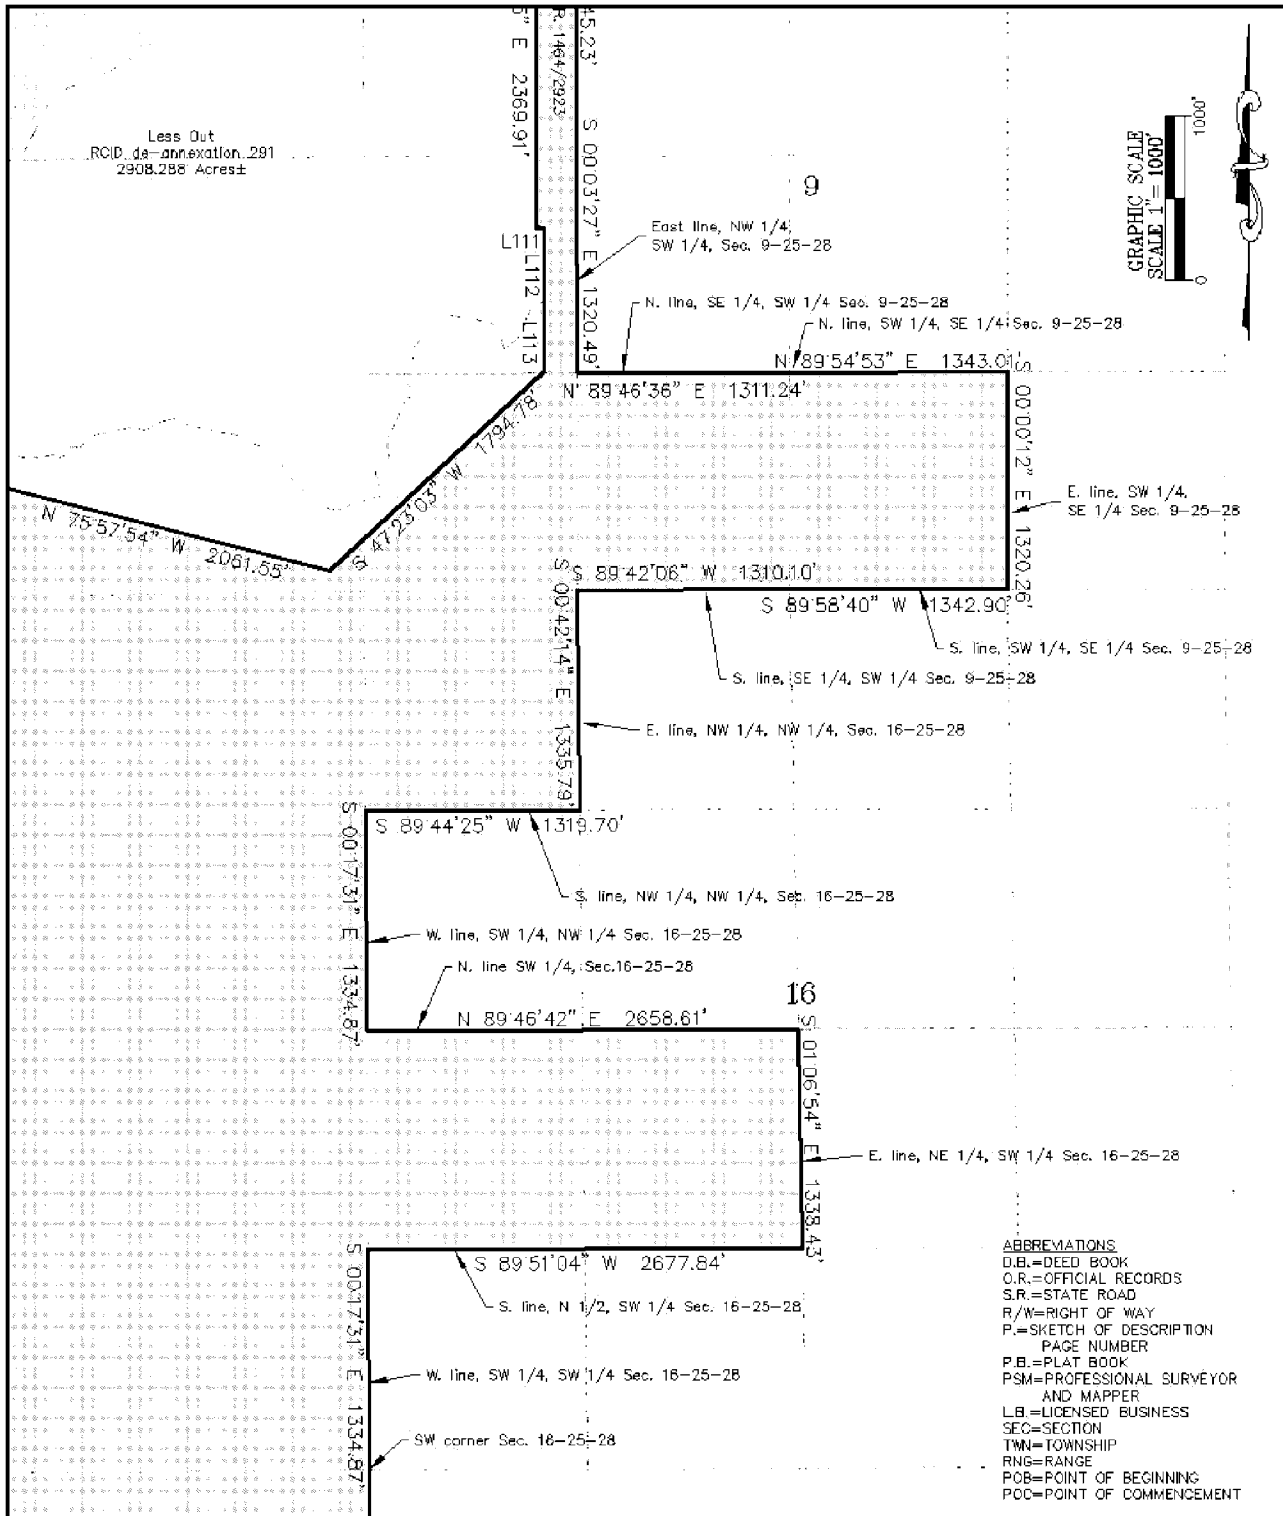 5" E 2369.91'
R. 1464/2923
45.23'
S 00°03'27" E 1320.49'
Less Out
RCID de-annexation 291
2908.288 Acres±
9
GRAPHIC SCALE
SCALE 1"= 1000'
0
1000'
East line, NW 1/4,
SW 1/4, Sec. 9-25-28
L111
L112
L113
N. line, SE 1/4, SW 1/4 Sec. 9-25-28
N. line, SW 1/4, SE 1/4 Sec. 9-25-28
N 89°54'53" E 1343.01'
N 89°46'36" E 1311.24'
S 00°00'12" E 1320.26'
S 47°23'03" W 1794.78'
E. line, SW 1/4,
SE 1/4 Sec. 9-25-28
N 75°57'54" W 2051.55'
S 89°42'06" W 1310.10'
S 89°58'40" W 1342.90'
S 00°42'14" E 1335.79'
S. line, SW 1/4, SE 1/4 Sec. 9-25-28
S. line, SE 1/4, SW 1/4 Sec. 9-25-28
E. line, NW 1/4, NW 1/4, Sec. 16-25-28
S 89°44'25" W 1319.70'
S 00°17'31" E 1334.87'
S. line, NW 1/4, NW 1/4, Sec. 16-25-28
W. line, SW 1/4, NW 1/4 Sec. 16-25-28
N. line SW 1/4, Sec.16-25-28
16
N 89°46'42" E 2658.61'
S 01°06'54" E 1338.43'
E. line, NE 1/4, SW 1/4 Sec. 16-25-28
S 89°51'04" W 2677.84'
S 00°17'31" E 1334.87'
S. line, N 1/2, SW 1/4 Sec. 16-25-28
W. line, SW 1/4, SW 1/4 Sec. 16-25-28
SW corner Sec. 16-25-28
ABBREVIATIONS
D.B.=DEED BOOK
O.R.=OFFICIAL RECORDS
S.R.=STATE ROAD
R/W=RIGHT OF WAY
P.=SKETCH OF DESCRIPTION
PAGE NUMBER
P.B.=PLAT BOOK
PSM=PROFESSIONAL SURVEYOR
AND MAPPER
L.B.=LICENSED BUSINESS
SEC=SECTION
TWN=TOWNSHIP
RNG=RANGE
POB=POINT OF BEGINNING
POC=POINT OF COMMENCEMENT